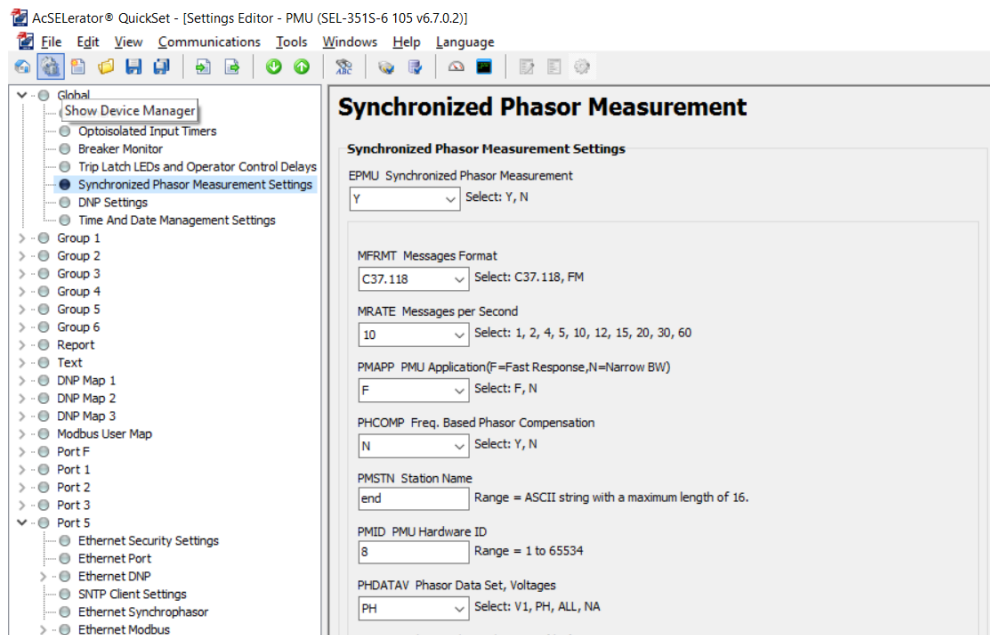 AcSELerator® QuickSet - [Settings Editor - PMU (SEL-351S-6 105 v6.7.0.2)]
File Edit View Communications Tools Windows Help Language
Global
Show Device Manager
Optoisolated Input Timers
Breaker Monitor
Trip Latch LEDs and Operator Control Delays
Synchronized Phasor Measurement Settings
DNP Settings
Time And Date Management Settings
Group 1
Group 2
Group 3
Group 4
Group 5
Group 6
Report
Text
DNP Map 1
DNP Map 2
DNP Map 3
Modbus User Map
Port F
Port 1
Port 2
Port 3
Port 5
Ethernet Security Settings
Ethernet Port
Ethernet DNP
SNTP Client Settings
Ethernet Synchrophasor
Ethernet Modbus
Synchronized Phasor Measurement
Synchronized Phasor Measurement Settings
EPMU Synchronized Phasor Measurement
Y Select: Y, N
MFRMT Messages Format
C37.118 Select: C37.118, FM
MRATE Messages per Second
10 Select: 1, 2, 4, 5, 10, 12, 15, 20, 30, 60
PMAPP PMU Application(F=Fast Response,N=Narrow BW)
F Select: F, N
PHCOMP Freq. Based Phasor Compensation
N Select: Y, N
PMSTN Station Name
end Range = ASCII string with a maximum length of 16.
PMID PMU Hardware ID
8 Range = 1 to 65534
PHDATAV Phasor Data Set, Voltages
PH Select: V1, PH, ALL, NA